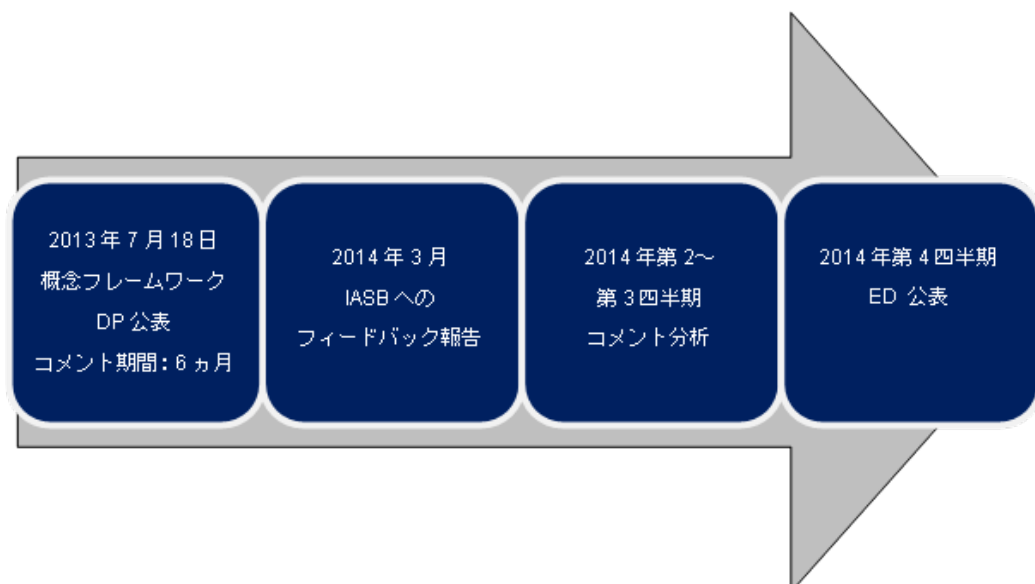 2013年7月18日
概念フレームワーク
DP公表
コメント期間：6ヵ月
2014年3月
IASBへの
フィードバック報告
2014年第2～
第3四半期
コメント分析
2014年第4四半期
ED 公表